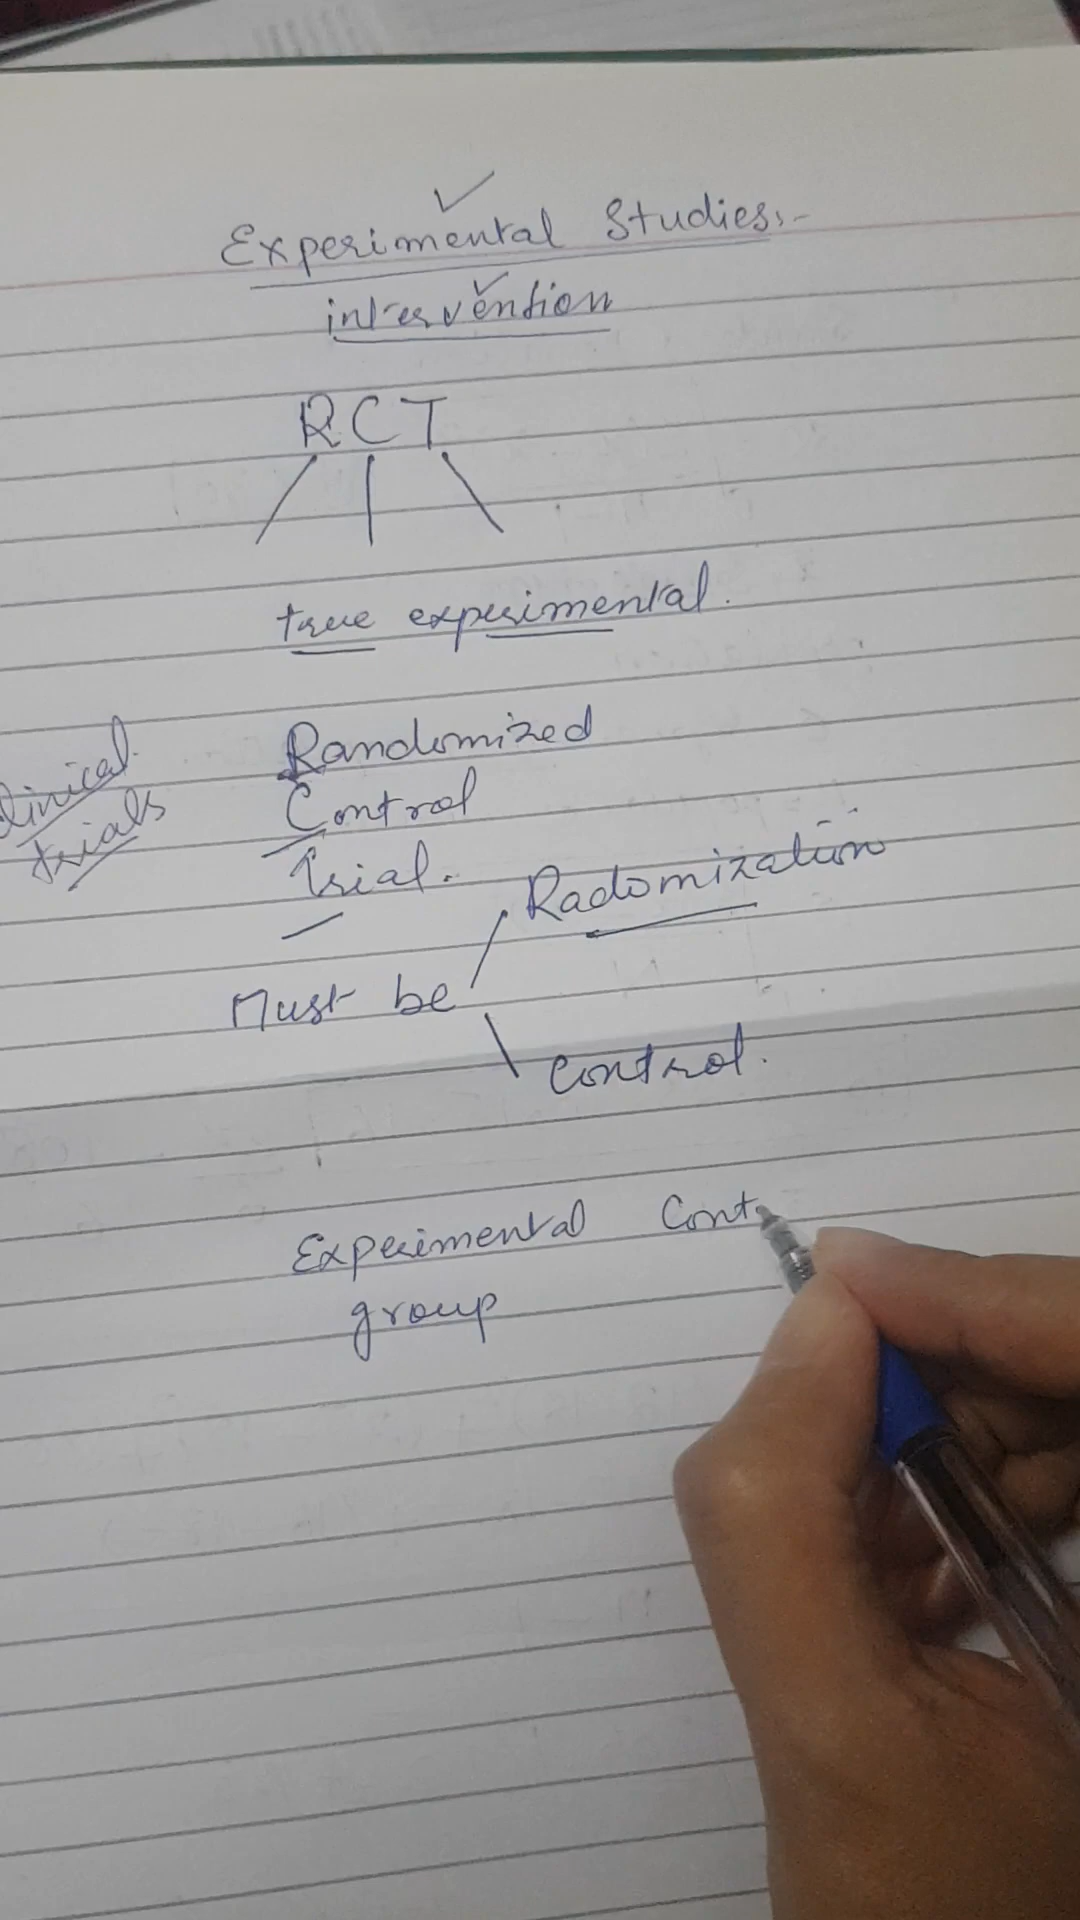 Experimental Studies:-
intervention
RCT
true experimental.
Clinical trials
Randomized
Control
Trial.
Radomization
Must be
Control.
Experimental Cont
group